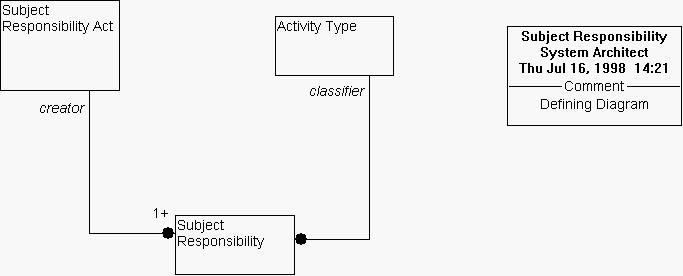 Subject
Responsibility Act
creator
Activity Type
classifier
1+
Subject
Responsibility
Subject Responsibility
System Architect
Thu Jul 16, 1998 14:21
Comment
Defining Diagram